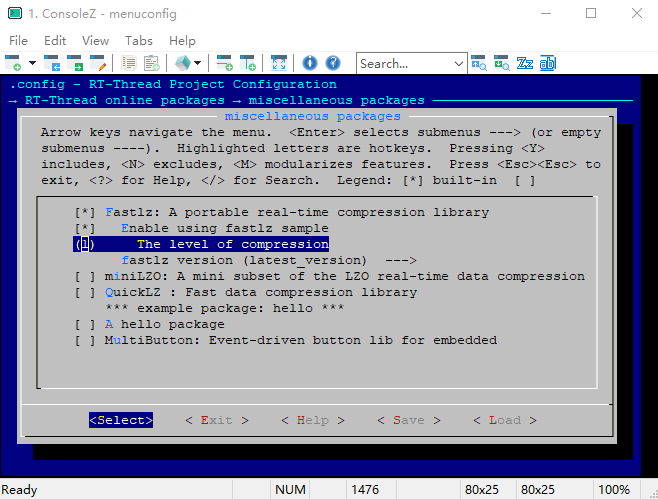 1. ConsoleZ - menuconfig
File Edit View Tabs Help
Search...
.config - RT-Thread Project Configuration
→ RT-Thread online packages → miscellaneous packages
miscellaneous packages
Arrow keys navigate the menu. <Enter> selects submenus ---> (or empty
submenus ----). Highlighted letters are hotkeys. Pressing <Y>
includes, <N> excludes, <M> modularizes features. Press <Esc><Esc> to
exit, <?> for Help, </> for Search. Legend: [*] built-in [ ]
[*] Fastlz: A portable real-time compression library
[*] Enable using fastlz sample
(1) The level of compression
fastlz version (latest_version) --->
[ ] miniLZO: A mini subset of the LZO real-time data compression
[ ] QuickLZ : Fast data compression library
*** example package: hello ***
[ ] A hello package
[ ] MultiButton: Event-driven button lib for embedded
<Select> < Exit > < Help > < Save > < Load >
Ready NUM 1476 80x25 80x25 100%